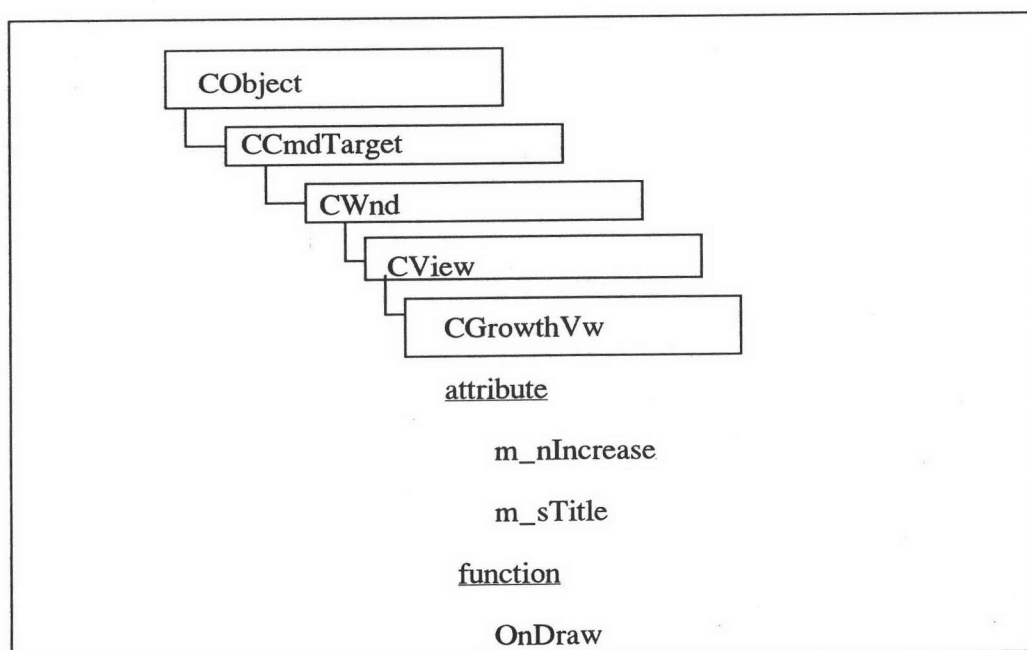 CObject
CCmdTarget
CWnd
CView
CGrowthVw
attribute
m_nIncrease
m_sTitle
function
OnDraw